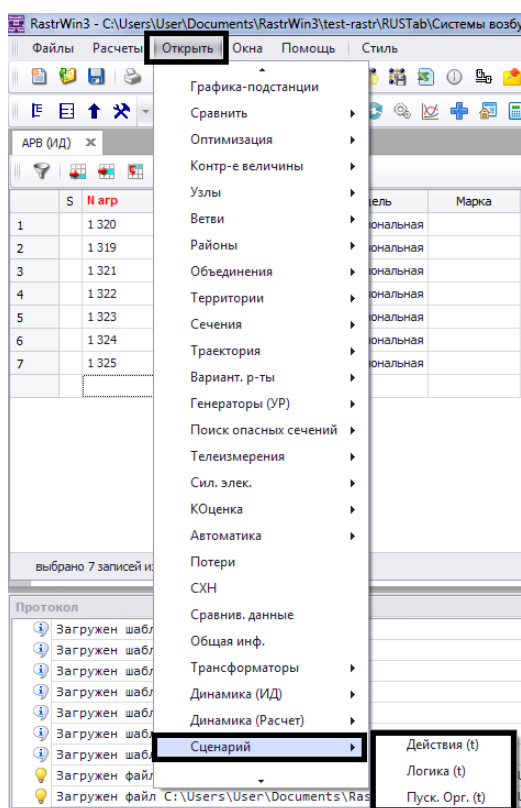 RastrWin3 - C:\Users\User\Documents\RastrWin3\test-rastr\RUSTab\Системы возбу
Файлы Расчеты Открыть Окна Помощь Стиль
АРВ (ИД)
S N агр Марка
1 1 320 ональная
2 1 319 ональная
3 1 321 ональная
4 1 322 ональная
5 1 323 ональная
6 1 324 ональная
7 1 325 ональная
Графика-подстанции
Сравнить
Оптимизация
Контр-е величины
Узлы
Ветви
Районы
Объединения
Территории
Сечения
Траектория
Вариант. р-ты
Генераторы (УР)
Поиск опасных сечений
Телеизмерения
Сил. элек.
КОценка
Автоматика
Потери
СХН
Сравнив. данные
Общая инф.
Трансформаторы
Динамика (ИД)
Динамика (Расчет)
Сценарий
Действия (t)
Логика (t)
Пуск. Орг. (t)
выбрано 7 записей из
Протокол
Загружен шабл
Загружен шабл
Загружен шабл
Загружен шабл
Загружен шабл
Загружен шабл
Загружен шабл
Загружен файл
Загружен файл C:\Users\User\Documents\Ras